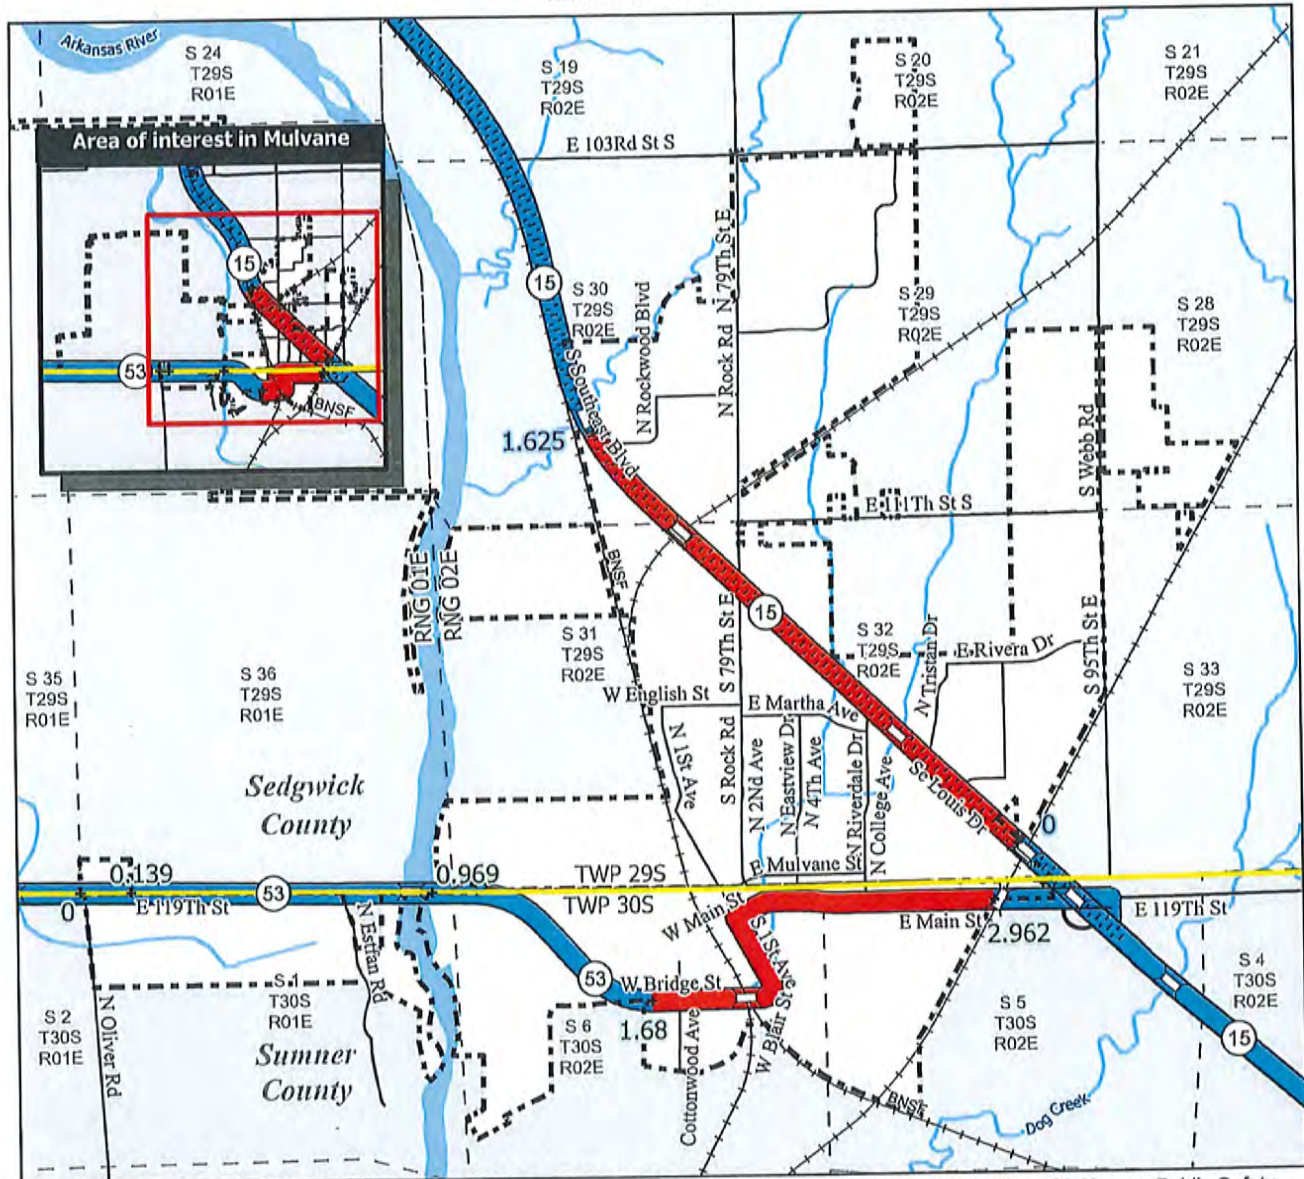 Arkansas River
S 24
T29S
R01E
S 19
T29S
R02E
S 20
T29S
R02E
S 21
T29S
R02E
E 103Rd St S
Area of interest in Mulvane
15
53
BNSF
15
S 30
T29S
R02E
N Rockwood Blvd
N 79Th St E
N Rock Rd
S 29
T29S
R02E
S 28
T29S
R02E
S Southeast Blvd
1.625
S Webb Rd
E 111Th St S
RNG 01E
RNG 02E
BNSF
S 31
T29S
R02E
S 79Th St E
15
S 32
T29S
R02E
N Tristan Dr
E Rivera Dr
S 95Th St E
S 33
T29S
R02E
S 35
T29S
R01E
S 36
T29S
R01E
W English St
E Martha Ave
N 1St Ave
S Rock Rd
N 2Nd Ave
N Eastview Dr
N 4Th Ave
N Riverdale Dr
N College Ave
Se Louis Dr
0
Sedgwick
County
E Mulvane St
0.139
53
0.969
TWP 29S
TWP 30S
0
E 119Th St
N Estfan Rd
W Main St
S 1St Ave
E Main St
2.962
E 119Th St
53
W Bridge St
1.68
W Blair St
Cottonwood Ave
N Oliver Rd
S 2
T30S
R01E
S 1
T30S
R01E
Sumner
County
S 6
T30S
R02E
S 5
T30S
R02E
S 4
T30S
R02E
15
BNSF
Dog Creek